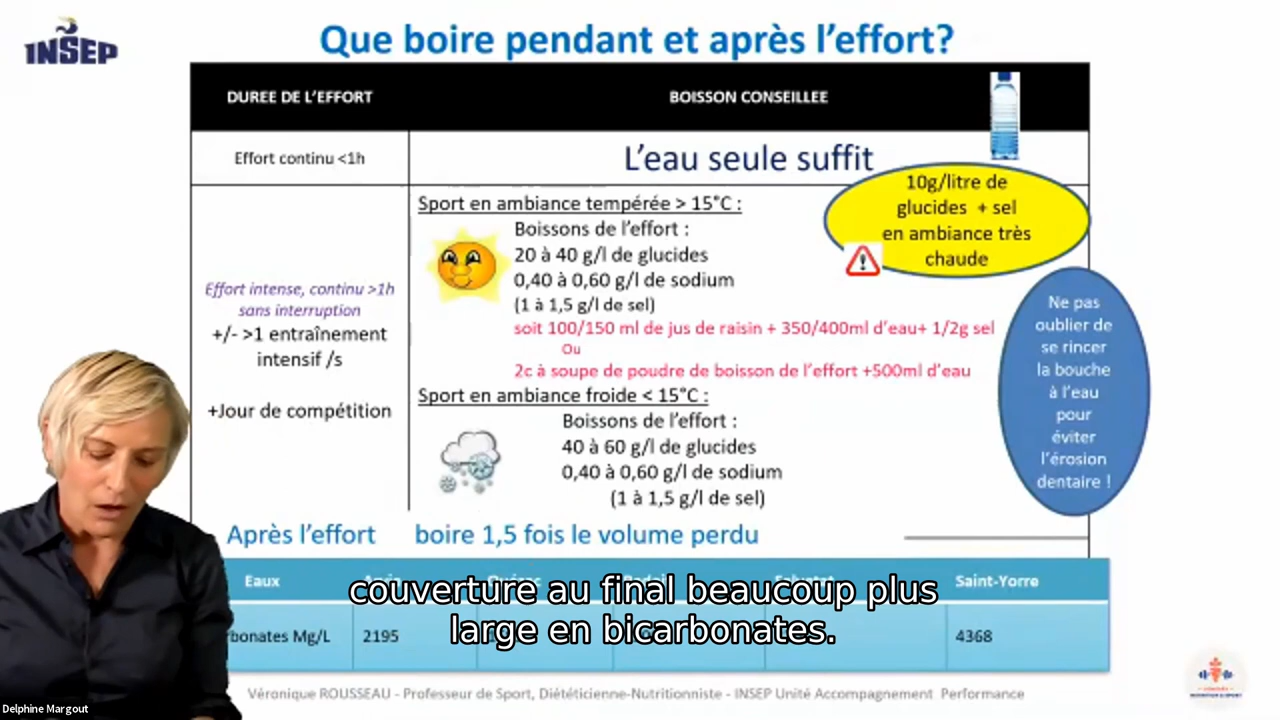 INSEP
Que boire pendant et après l’effort?
DUREE DE L’EFFORT
BOISSON CONSEILLEE
Effort continu <1h
L’eau seule suffit
10g/litre de
glucides + sel
en ambiance très
chaude
Sport en ambiance tempérée > 15°C :
Boissons de l’effort :
20 à 40 g/l de glucides
0,40 à 0,60 g/l de sodium
(1 à 1,5 g/l de sel)
soit 100/150 ml de jus de raisin + 350/400ml d’eau+ 1/2g sel
Ou
2c à soupe de poudre de boisson de l’effort +500ml d’eau
Effort intense, continu >1h
sans interruption
+/- >1 entraînement
intensif /s
+Jour de compétition
Ne pas
oublier de
se rincer
la bouche
à l’eau
pour
éviter
l’érosion
dentaire !
Sport en ambiance froide < 15°C :
Boissons de l’effort :
40 à 60 g/l de glucides
0,40 à 0,60 g/l de sodium
(1 à 1,5 g/l de sel)
Après l’effort boire 1,5 fois le volume perdu
Eaux Saint-Yorre
Mg/L 2195 4368
couverture au final beaucoup plus
large en bicarbonates.
Véronique ROUSSEAU - Professeur de Sport, Diététicienne-Nutritionniste - INSEP Unité Accompagnement Performance
Delphine Margout